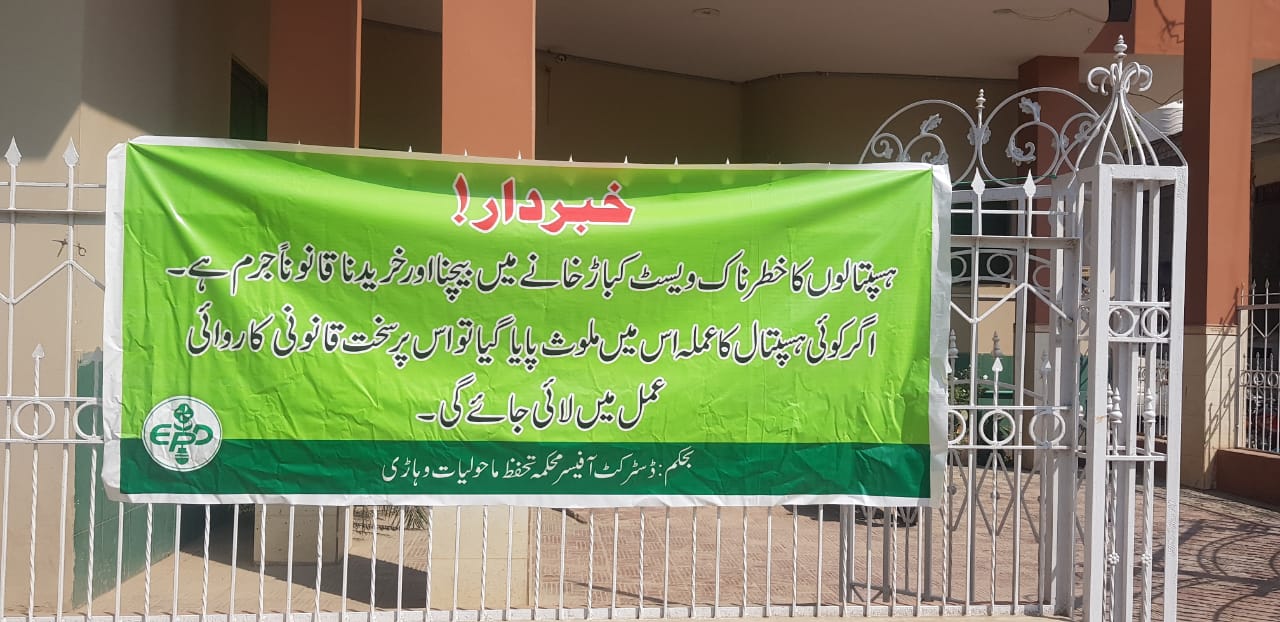 خبردار!
ہسپتالوں کا خطرناک ویسٹ کباڑ خانے میں بیچنا اور خریدنا قانوناً جرم ہے۔
اگر کوئی ہسپتال کا عملہ اس میں ملوث پایا گیا تو اس پر سخت قانونی کاروائی
عمل میں لائی جائے گی۔
EPD
بحکم: ڈسٹرکٹ آفیسر محکمہ تحفظ ماحولیات وہاڑی